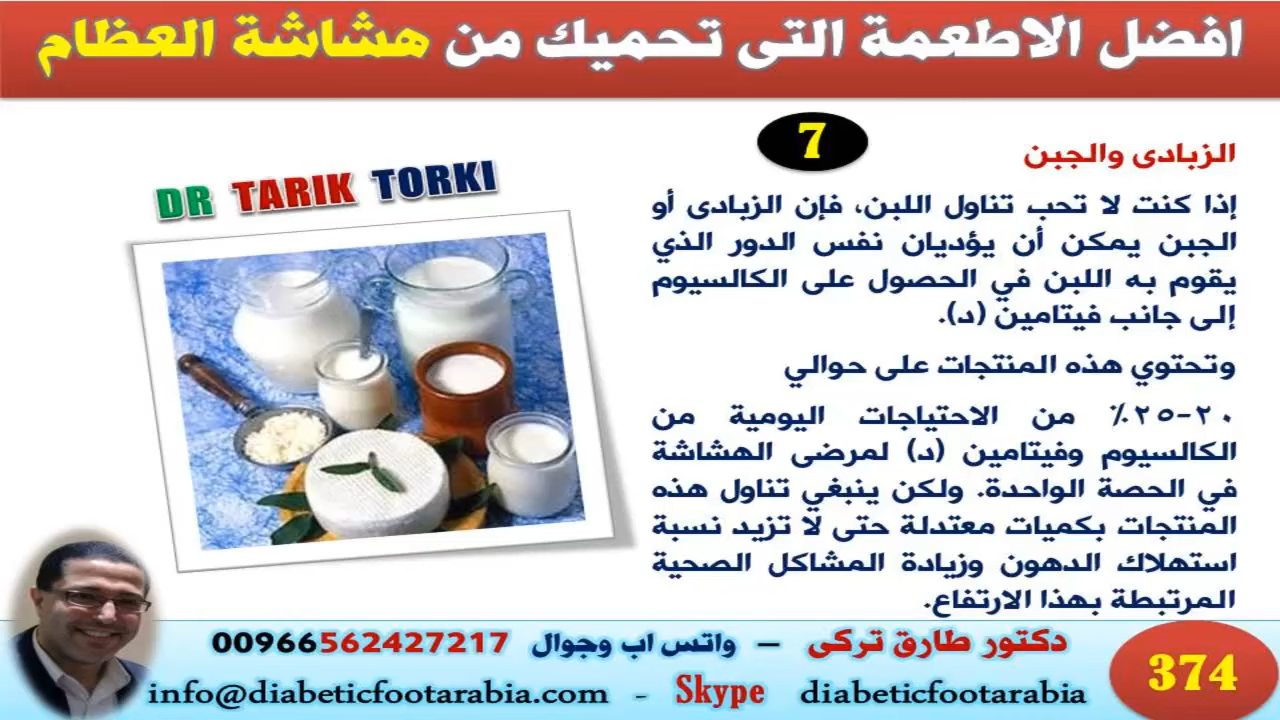 افضل الاطعمة التى تحميك من هشاشة العظام
7
الزبادى والجبن
DR TARIK TORKI
إذا كنت لا تحب تناول اللبن، فإن الزبادى أو
الجبن يمكن أن يؤديان نفس الدور الذي
يقوم به اللبن في الحصول على الكالسيوم
إلى جانب فيتامين (د).
وتحتوي هذه المنتجات على حوالي
٢٠-٢٥٪ من الاحتياجات اليومية من
الكالسيوم وفيتامين (د) لمرضى الهشاشة
في الحصة الواحدة. ولكن ينبغي تناول هذه
المنتجات بكميات معتدلة حتى لا تزيد نسبة
استهلاك الدهون وزيادة المشاكل الصحية
المرتبطة بهذا الارتفاع.
دكتور طارق تركى – واتس اب وجوال 00966562427217
info@diabeticfootarabia.com - Skype diabeticfootarabia
374